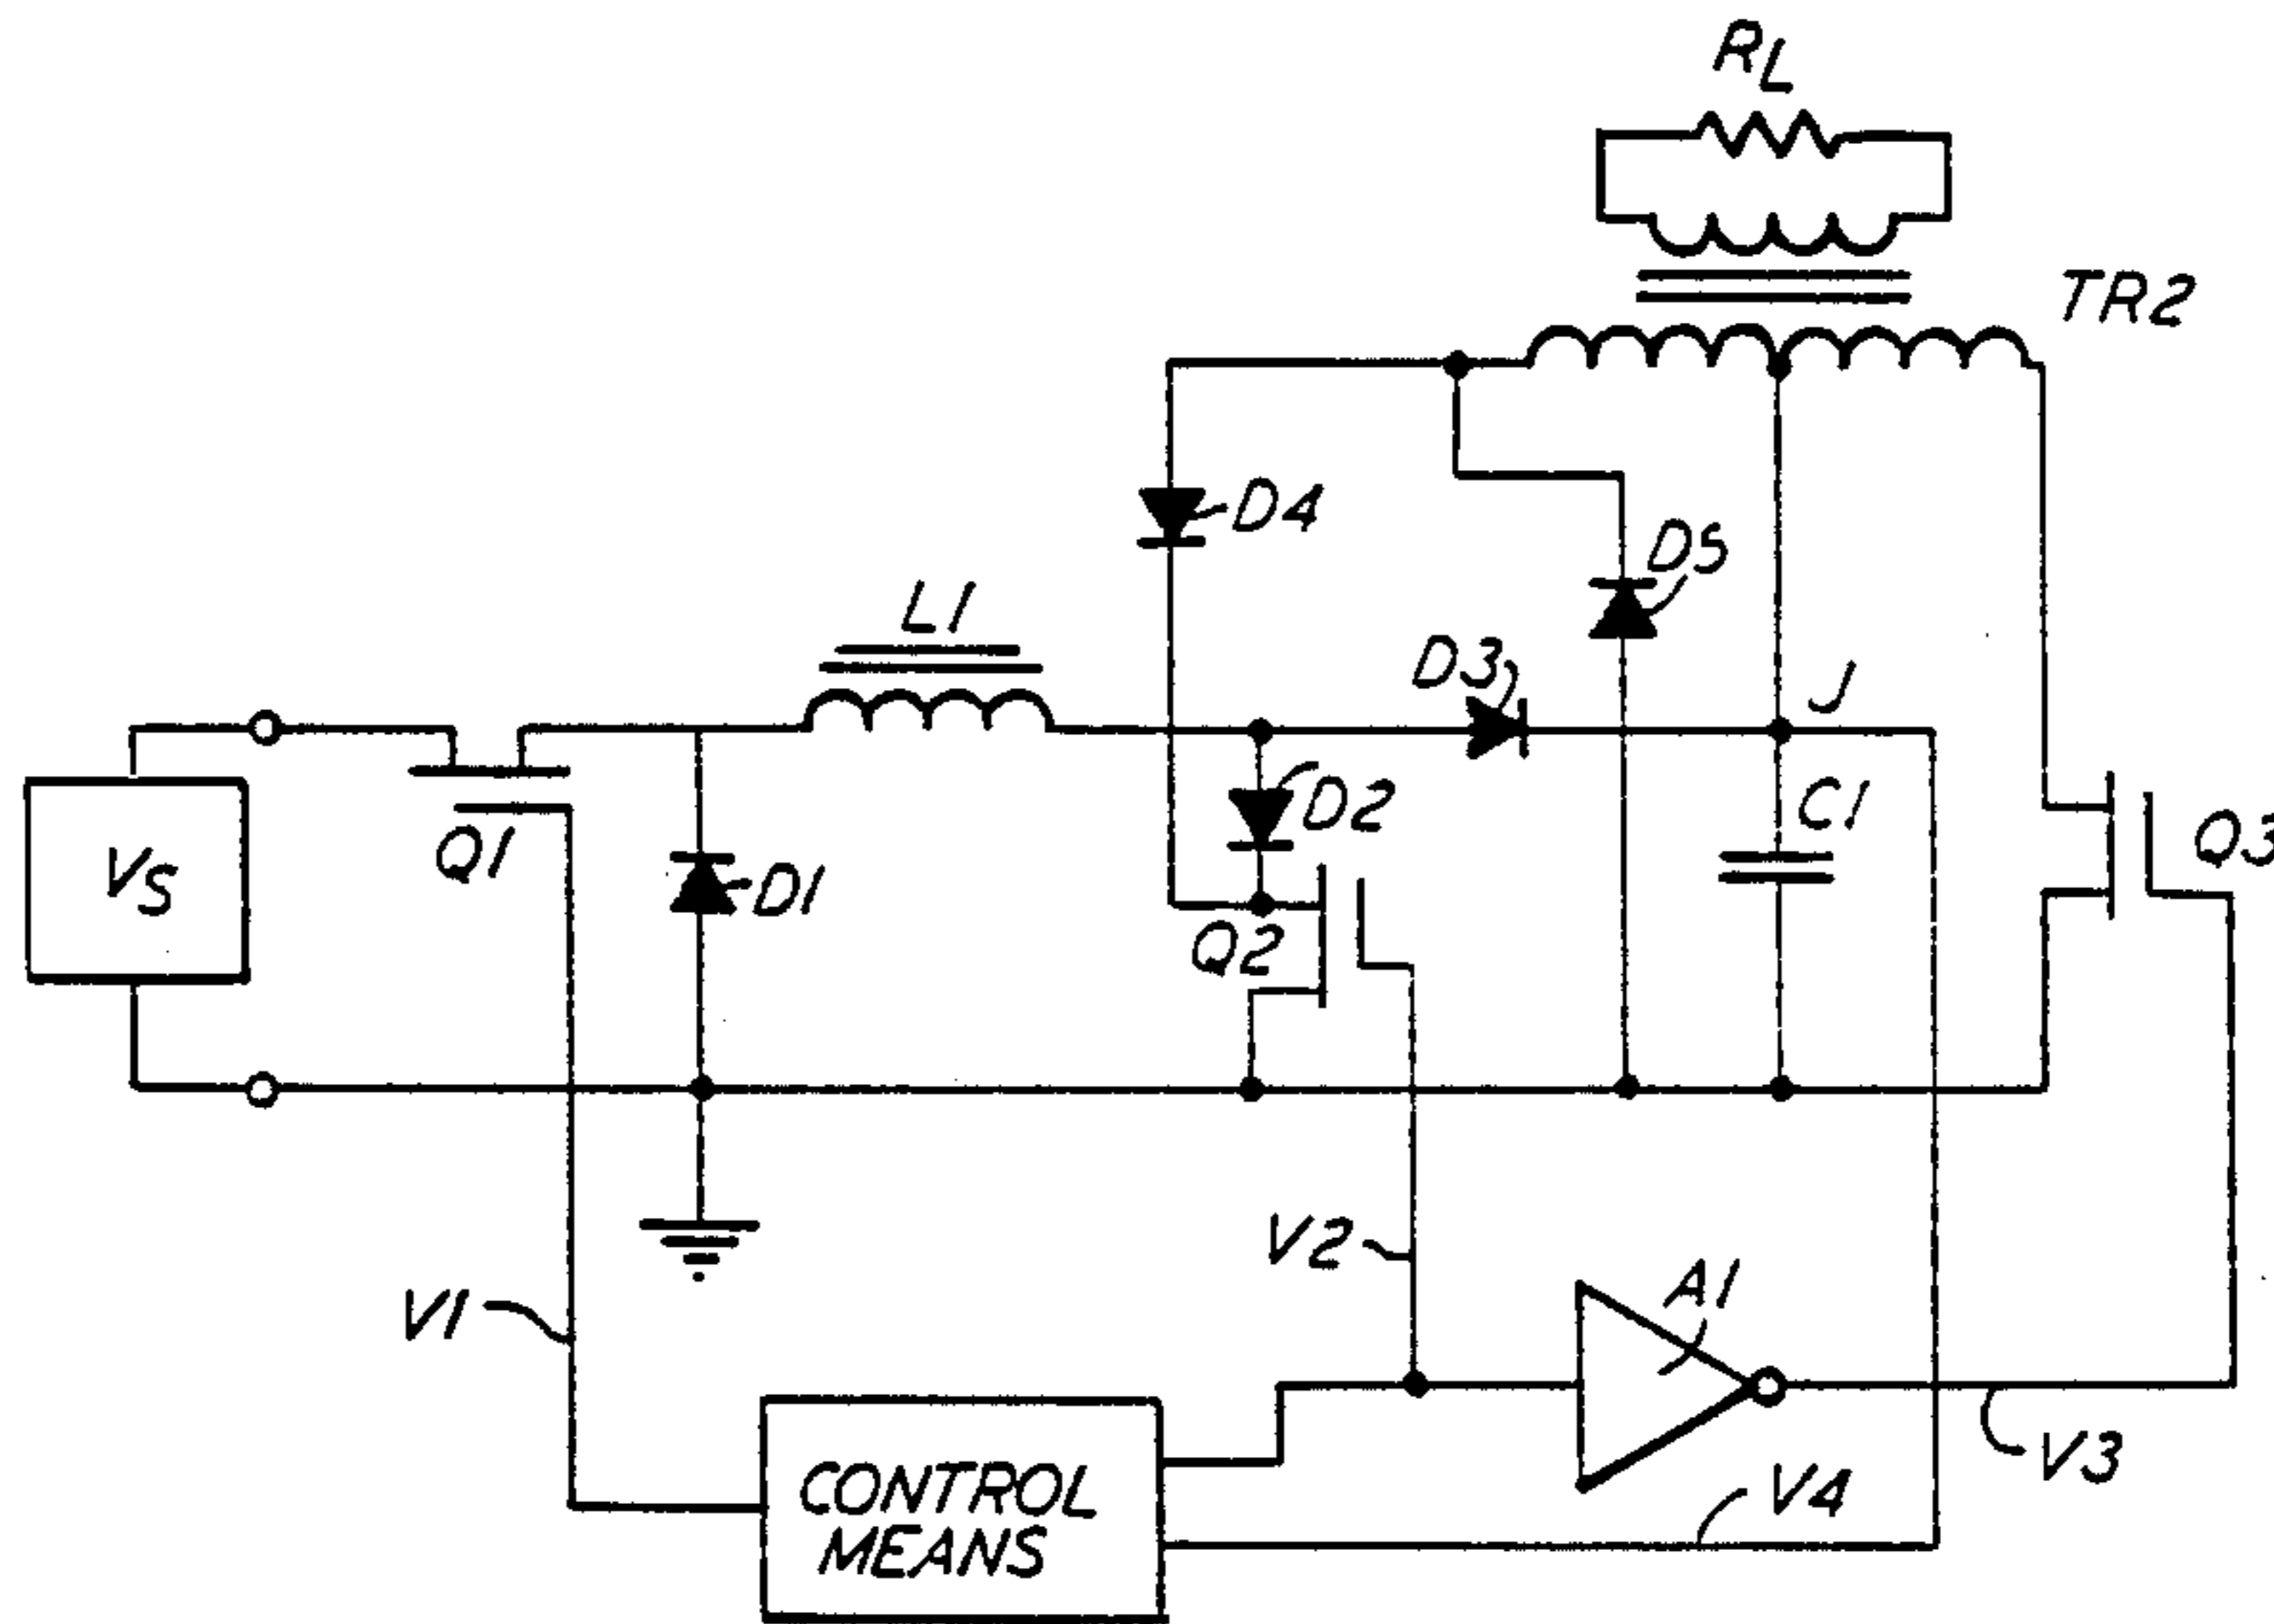 RL
TR2
D4
D5
L1
D3
J
D2
C1
Q3
Q1
VS
D1
Q2
V2
A1
V1
V3
V4
CONTROL
MEANS